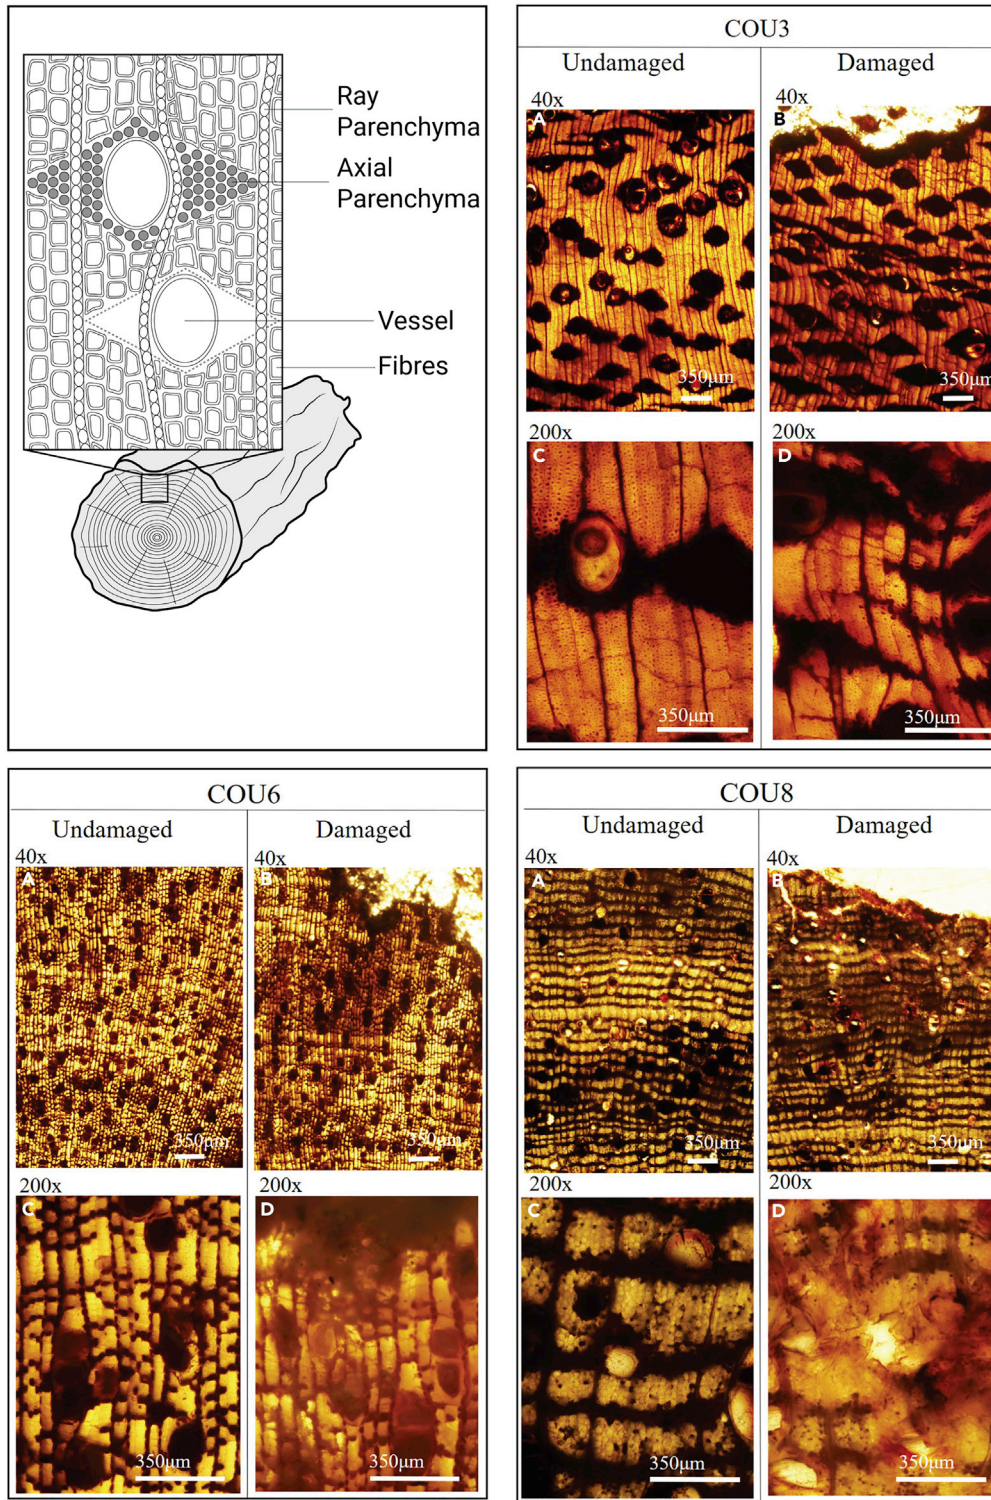 Ray
Parenchyma
Axial
Parenchyma
Vessel
Fibres
COU3
Undamaged
Damaged
40x
A
350μm
40x
B
350μm
200x
C
350μm
200x
D
350μm
COU6
Undamaged
Damaged
40x
A
350μm
40x
B
350μm
200x
C
350μm
200x
D
350μm
COU8
Undamaged
Damaged
40x
A
350μm
40x
B
350μm
200x
C
350μm
200x
D
350μm